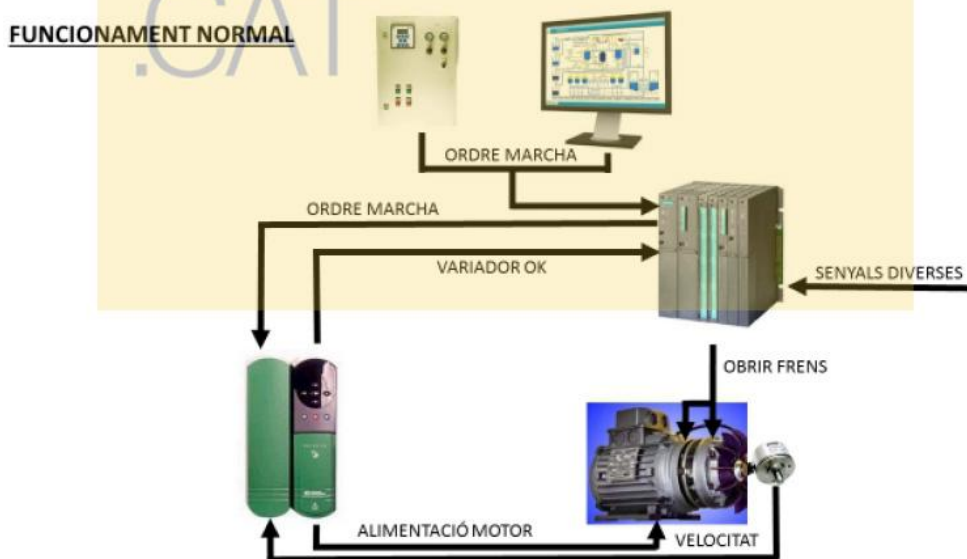 FUNCIONAMENT NORMAL
.CAT
ORDRE MARCHA
ORDRE MARCHA
VARIADOR OK
SENYALS DIVERSES
OBRIR FRENS
ALIMENTACIÓ MOTOR
VELOCITAT